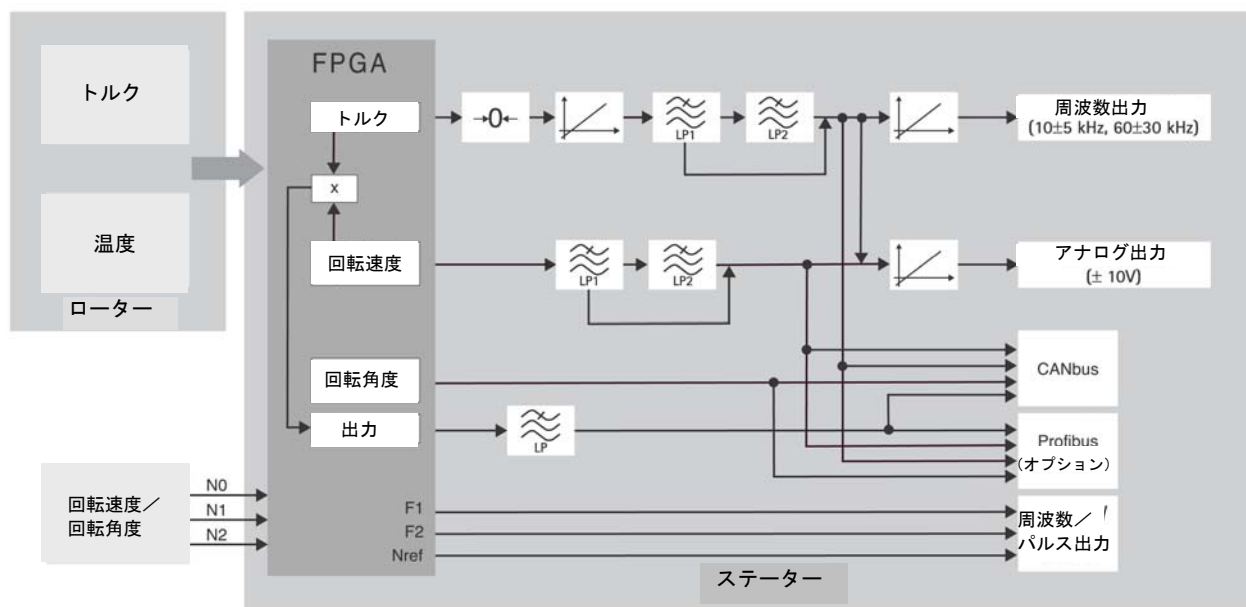 トルク
温度
ローター
FPGA
トルク
x
回転速度
回転角度
出力
→0←
LP1
LP2
LP1
LP2
LP
周波数出力
(10±5 kHz, 60±30 kHz)
アナログ出力
(± 10V)
CANbus
Profibus
(オプション)
回転速度／
回転角度
N0
N1
N2
F1
F2
Nref
周波数／
パルス出力
ステーター